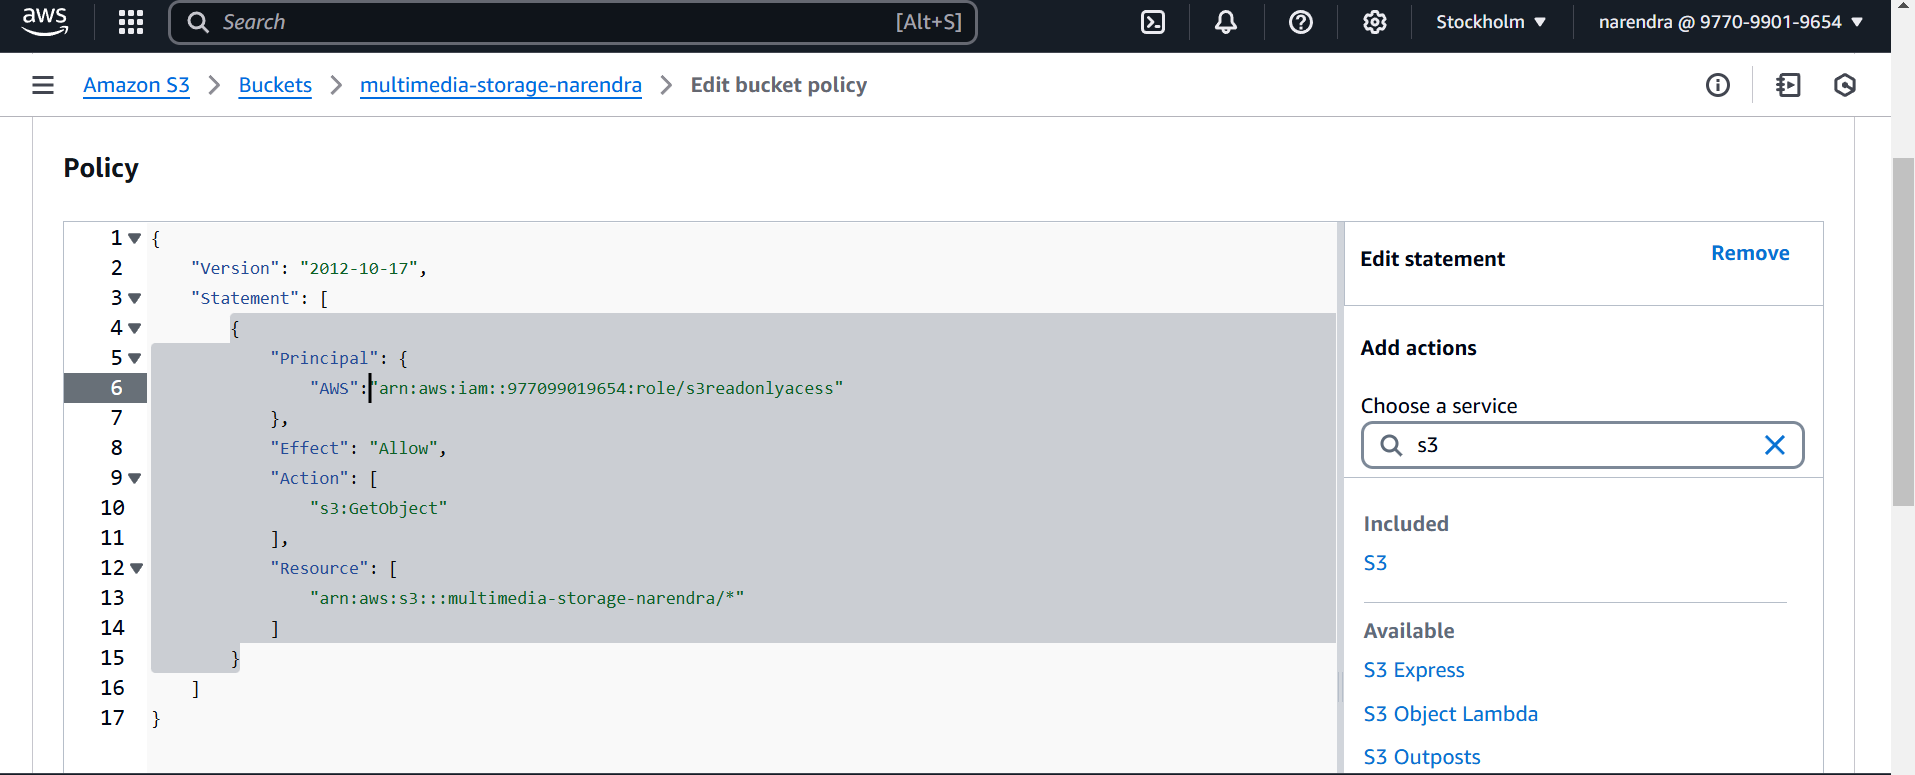 aws
Search [Alt+S]
Stockholm
narendra @ 9770-9901-9654
Amazon S3
Buckets
multimedia-storage-narendra
Edit bucket policy
Policy
1 {
2 "Version": "2012-10-17",
3 "Statement": [
4 {
5 "Principal": {
6 "AWS":"arn:aws:iam::977099019654:role/s3readonlyacess"
7 },
8 "Effect": "Allow",
9 "Action": [
10 "s3:GetObject"
11 ],
12 "Resource": [
13 "arn:aws:s3:::multimedia-storage-narendra/*"
14 ]
15 }
16 ]
17 }
Edit statement
Remove
Add actions
Choose a service
s3
Included
S3
Available
S3 Express
S3 Object Lambda
S3 Outposts